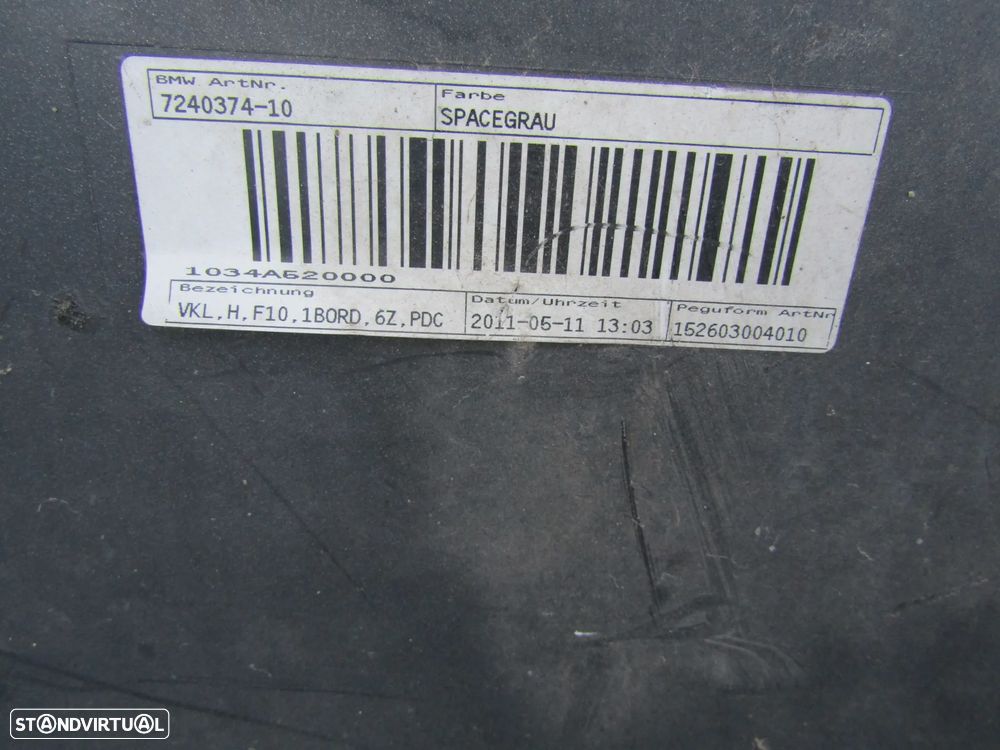 BMW ArtNr.
7240374-10
Farbe
SPACEGRAU
1034A520000
Bezeichnung
VKL,H,F10,1BORD,6Z,PDC
Datum/Uhrzeit
2011-05-11 13:03
Peguform ArtNr
152603004010
STANDVIRTUAL